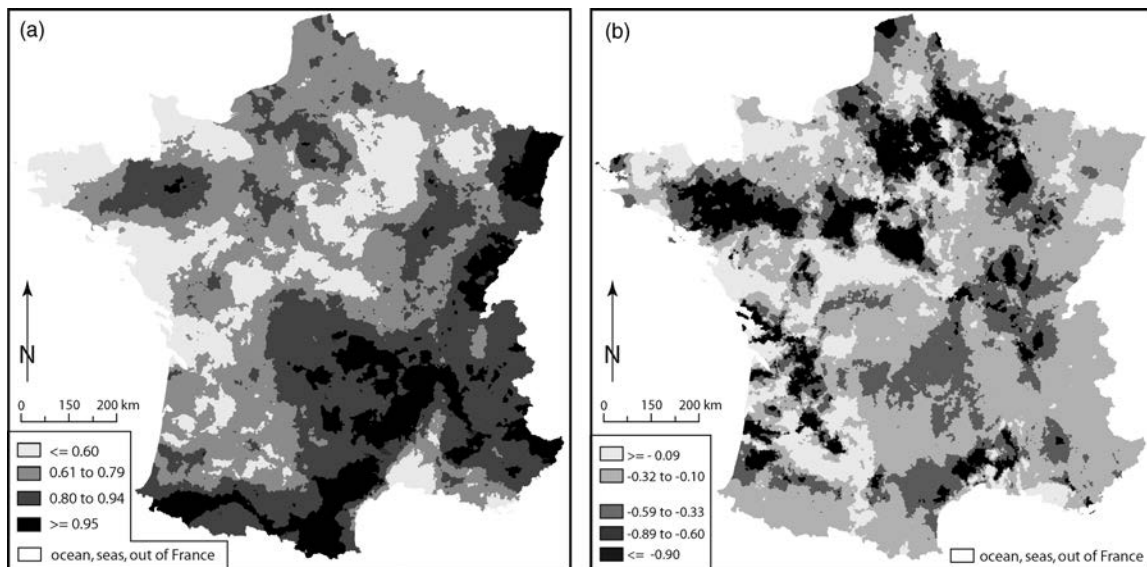 (a)
N
0 150 200 km
<= 0.60
0.61 to 0.79
0.80 to 0.94
>= 0.95
ocean, seas, out of France
(b)
N
0 150 200 km
>= - 0.09
-0.32 to -0.10
-0.59 to -0.33
-0.89 to -0.60
<= -0.90
ocean, seas, out of France